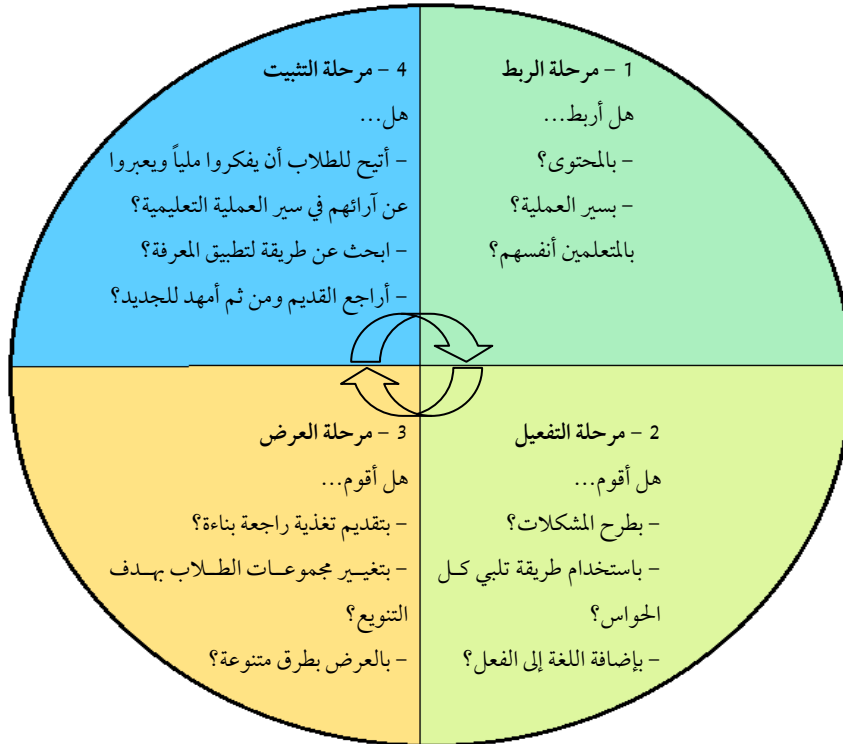 1 – مرحلة الربط
هل أربط...
– بالمحتوى؟
– بسير العملية؟
بالمتعلمين أنفسهم؟
2 – مرحلة التفعيل
هل أقوم...
– بطرح المشكلات؟
– باستخدام طريقة تلبي كل
الحواس؟
– بإضافة اللغة إلى الفعل؟
3 – مرحلة العرض
هل أقوم...
– بتقديم تغذية راجعة بناءة؟
– بتغيير مجموعات الطلاب بهدف
التنويع؟
– بالعرض بطرق متنوعة؟
4 – مرحلة التثبيت
هل...
– أتيح للطلاب أن يفكروا ملياً ويعبروا
عن آرائهم في سير العملية التعليمية؟
– ابحث عن طريقة لتطبيق المعرفة؟
– أراجع القديم ومن ثم أمهد للجديد؟